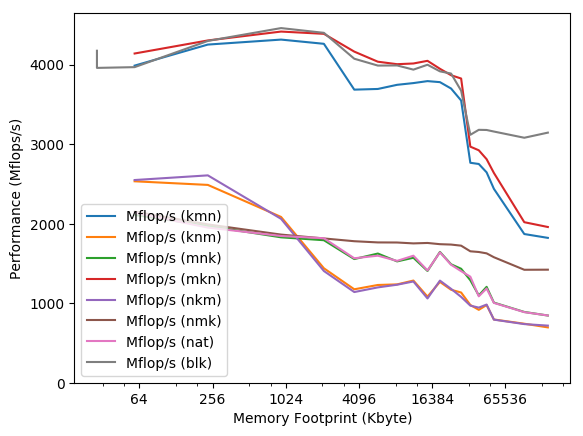 Performance (Mflops/s)
4000
3000
2000
1000
0
Mflop/s (kmn)
Mflop/s (knm)
Mflop/s (mnk)
Mflop/s (mkn)
Mflop/s (nkm)
Mflop/s (nmk)
Mflop/s (nat)
Mflop/s (blk)
64 256 1024 4096 16384 65536
Memory Footprint (Kbyte)